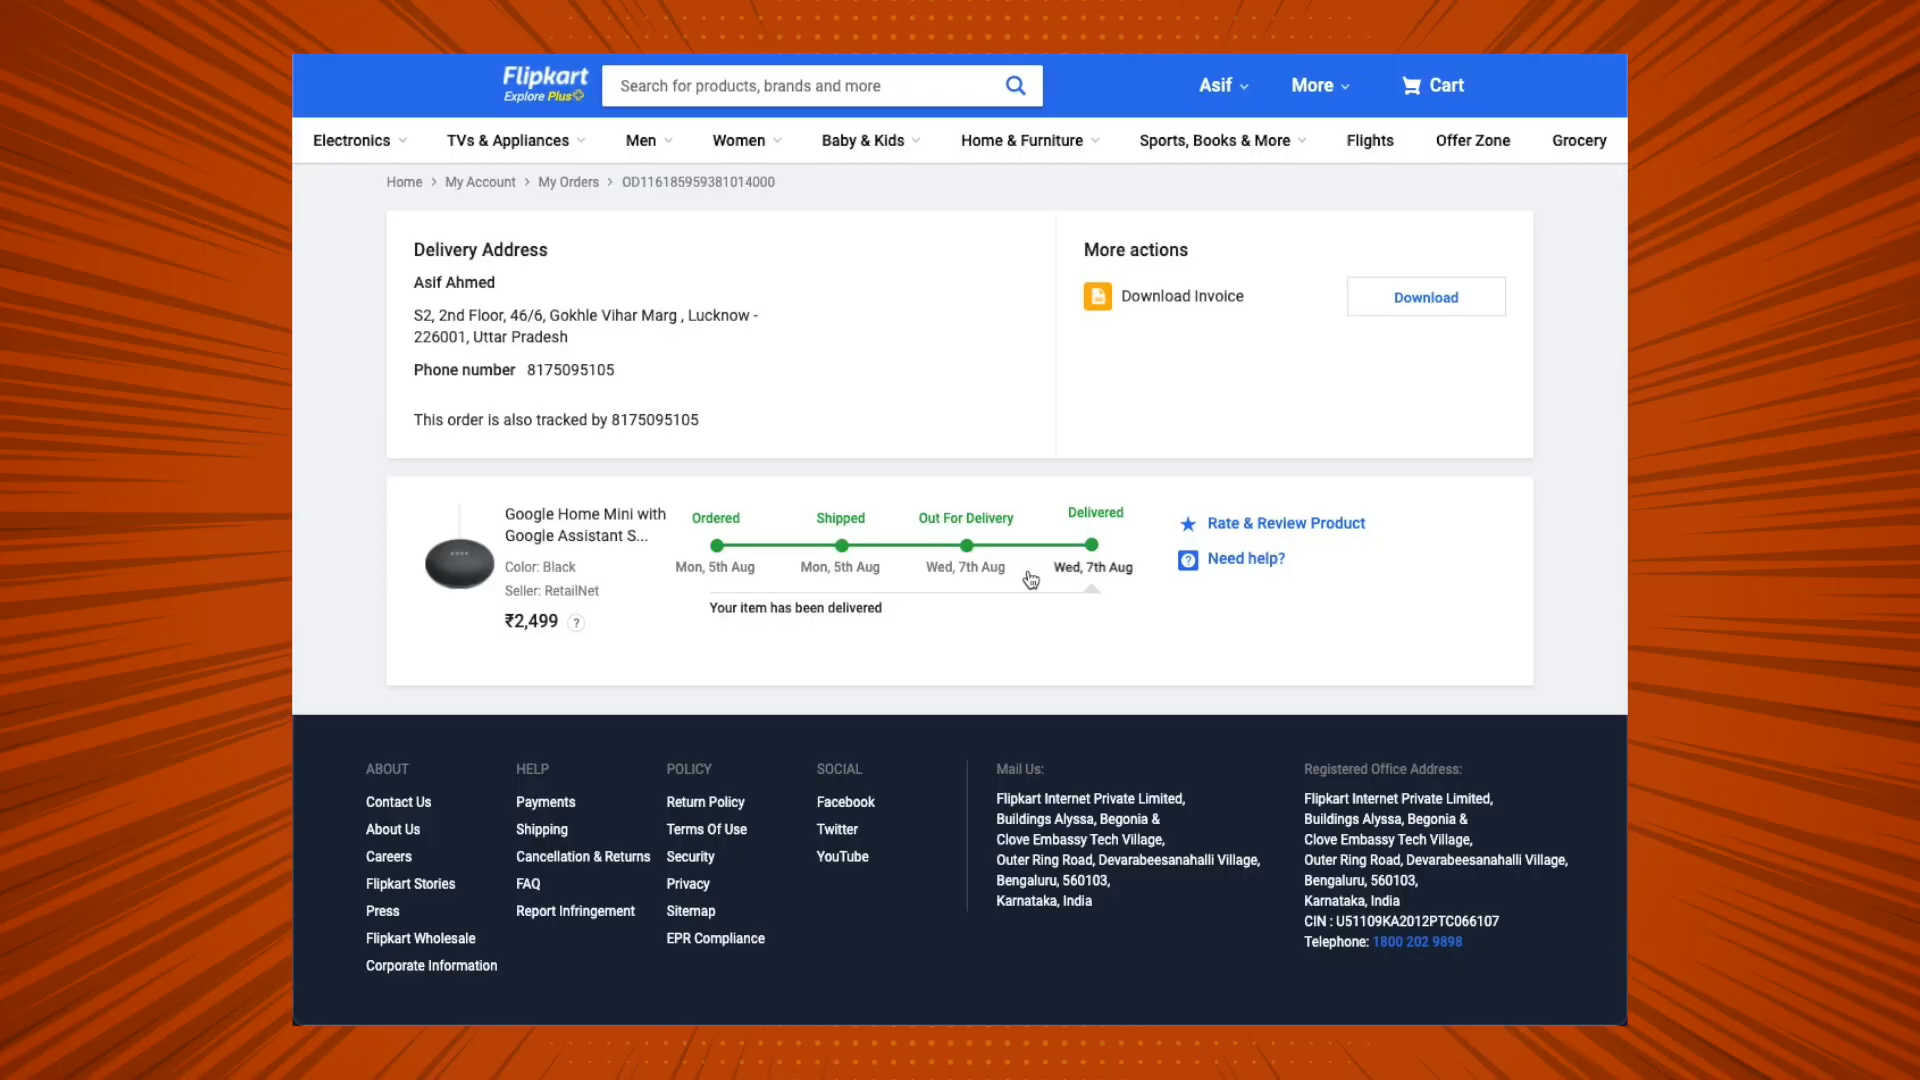 Flipkart
Explore Plus
Search for products, brands and more
Asif
More
Cart
Electronics
TVs & Appliances
Men
Women
Baby & Kids
Home & Furniture
Sports, Books & More
Flights
Offer Zone
Grocery
Home > My Account > My Orders > OD116185959381014000
Delivery Address
Asif Ahmed
S2, 2nd Floor, 46/6, Gokhle Vihar Marg , Lucknow -
226001, Uttar Pradesh
Phone number 8175095105
This order is also tracked by 8175095105
More actions
Download Invoice
Download
Google Home Mini with
Google Assistant S...
Color: Black
Seller: RetailNet
₹2,499 ?
Ordered
Shipped
Out For Delivery
Delivered
Mon, 5th Aug
Mon, 5th Aug
Wed, 7th Aug
Wed, 7th Aug
Your item has been delivered
Rate & Review Product
? Need help?
ABOUT
Contact Us
About Us
Careers
Flipkart Stories
Press
Flipkart Wholesale
Corporate Information
HELP
Payments
Shipping
Cancellation & Returns
FAQ
Report Infringement
POLICY
Return Policy
Terms Of Use
Security
Privacy
Sitemap
EPR Compliance
SOCIAL
Facebook
Twitter
YouTube
Mail Us:
Flipkart Internet Private Limited,
Buildings Alyssa, Begonia &
Clove Embassy Tech Village,
Outer Ring Road, Devarabeesanahalli Village,
Bengaluru, 560103,
Karnataka, India
Registered Office Address:
Flipkart Internet Private Limited,
Buildings Alyssa, Begonia &
Clove Embassy Tech Village,
Outer Ring Road, Devarabeesanahalli Village,
Bengaluru, 560103,
Karnataka, India
CIN : U51109KA2012PTC066107
Telephone: 1800 202 9898